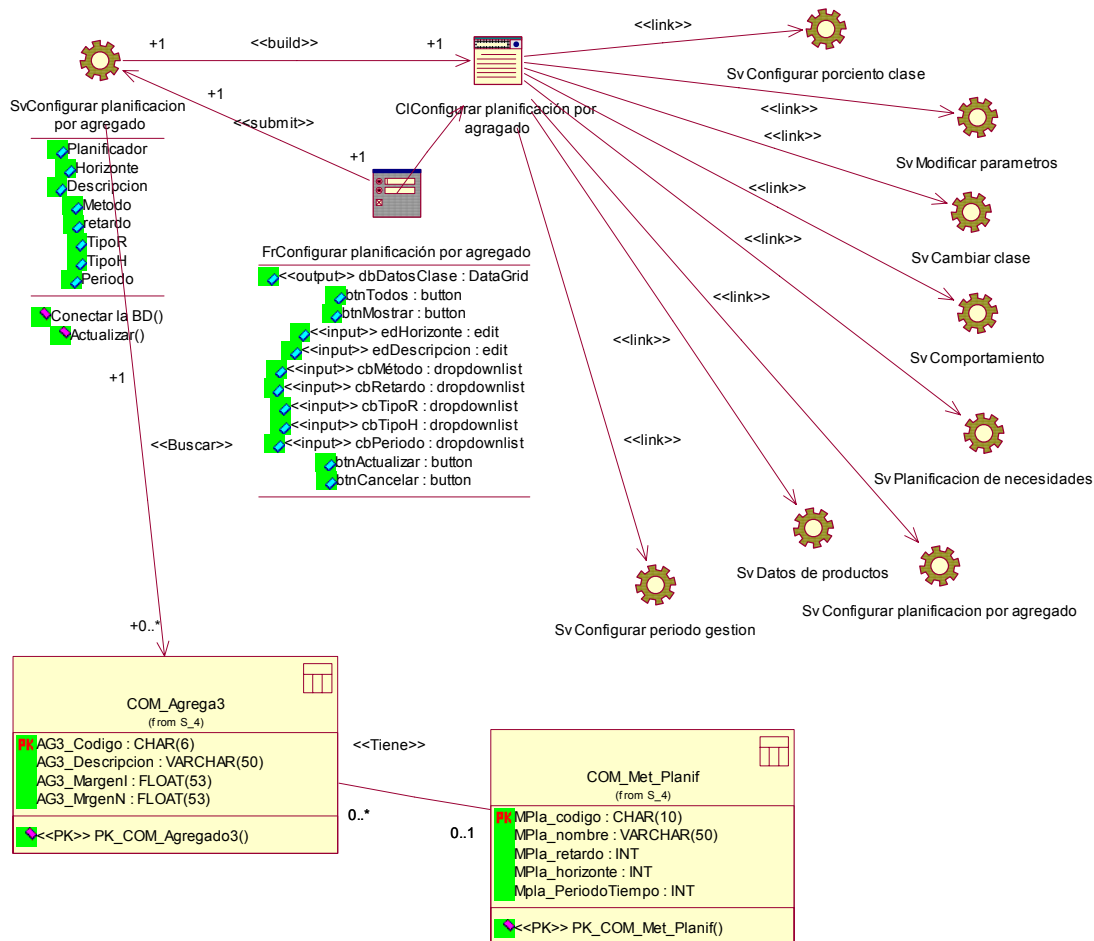 +1
<<build>>
+1
<<link>>
Sv Configurar porciento clase
SvConfigurar planificacion
por agregado
Planificador
Horizonte
Descripcion
Metodo
retardo
TipoR
TipoH
Periodo
Conectar la BD()
Actualizar()
+1
<<submit>>
+1
ClConfigurar planificación por
agragado
<<link>>
Sv Modificar parametros
<<link>>
Sv Cambiar clase
<<link>>
Sv Comportamiento
<<link>>
Sv Planificacion de necesidades
<<link>>
Sv Datos de productos
<<link>>
Sv Configurar planificacion por agregado
<<link>>
Sv Configurar periodo gestion
FrConfigurar planificación por agregado
<<output>> dbDatosClase : DataGrid
btnTodos : button
btnMostrar : button
<<input>> edHorizonte : edit
<<input>> edDescripcion : edit
<<input>> cbMétodo : dropdownlist
<<input>> cbRetardo : dropdownlist
<<input>> cbTipoR : dropdownlist
<<input>> cbTipoH : dropdownlist
<<input>> cbPeriodo : dropdownlist
btnActualizar : button
btnCancelar : button
+1
<<Buscar>>
+0..*
COM_Agrega3
(from S_4)
PK AG3_Codigo : CHAR(6)
AG3_Descripcion : VARCHAR(50)
AG3_MargenI : FLOAT(53)
AG3_MrgenN : FLOAT(53)
<<PK>> PK_COM_Agregado3()
<<Tiene>>
0..*
0..1
COM_Met_Planif
(from S_4)
PK MPla_codigo : CHAR(10)
MPla_nombre : VARCHAR(50)
MPla_retardo : INT
MPla_horizonte : INT
Mpla_PeriodoTiempo : INT
<<PK>> PK_COM_Met_Planif()